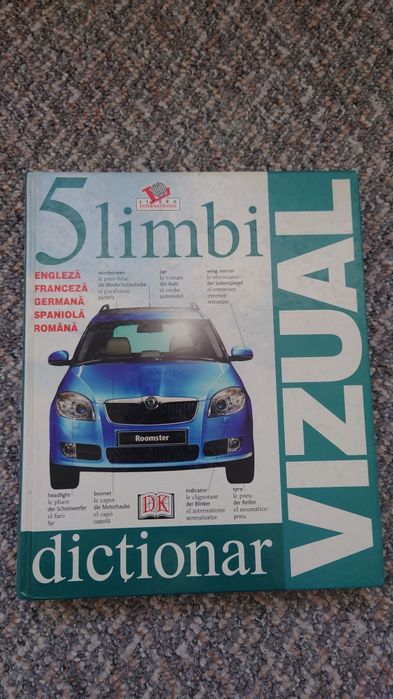 5 limbi
LITERA
INTERNAȚIONAL
ENGLEZĂ
FRANCEZĂ
GERMANĂ
SPANIOLĂ
ROMÂNĂ
windscreen
le pare-brise
die Windschutzscheibe
el parabrisas
parbriz
car
la voiture
das Auto
el coche
automobil
wing mirror
le rétroviseur
der Seitenspiegel
el retrovisor
exterior
retrovizor
Roomster
headlight
le phare
der Scheinwerfer
el faro
far
bonnet
le capot
die Motorhaube
el capó
capotă
DK
indicator
le clignotant
der Blinker
el intermitente
semnalizator
tyre
le pneu
der Reifen
el neumático
pneu
dicționar
VIZUAL